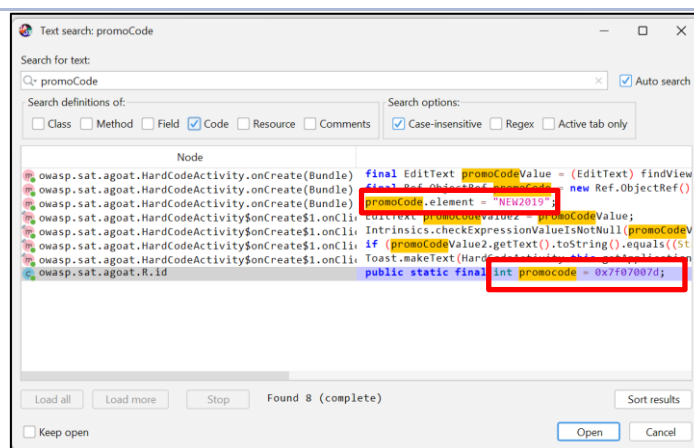 Text search: promoCode
Search for text:
promoCode
Auto search
Search definitions of:
Search options:
Class Method Field Code Resource Comments
Case-insensitive Regex Active tab only
Node
owasp.sat.agoat.HardCodeActivity.onCreate(Bundle) final EditText promoCodeValue = (EditText) findView
owasp.sat.agoat.HardCodeActivity.onCreate(Bundle) final Ref.ObjectRef promoCode = new Ref.ObjectRef()
owasp.sat.agoat.HardCodeActivity.onCreate(Bundle) promoCode.element = "NEW2019";
owasp.sat.agoat.HardCodeActivity$onCreate$1.onCli EditText promoCodeValue2 = promoCodeValue;
owasp.sat.agoat.HardCodeActivity$onCreate$1.onCli Intrinsics.checkExpressionValueIsNotNull(promoCodeV
owasp.sat.agoat.HardCodeActivity$onCreate$1.onCli if (promoCodeValue2.getText().toString().equals((St
owasp.sat.agoat.HardCodeActivity$onCreate$1.onCli Toast.makeText(HardCodeActivity.this.getApplication
owasp.sat.agoat.R.id public static final int promocode = 0x7f07007d;
Load all Load more Stop Found 8 (complete) Sort results
Keep open Open Cancel